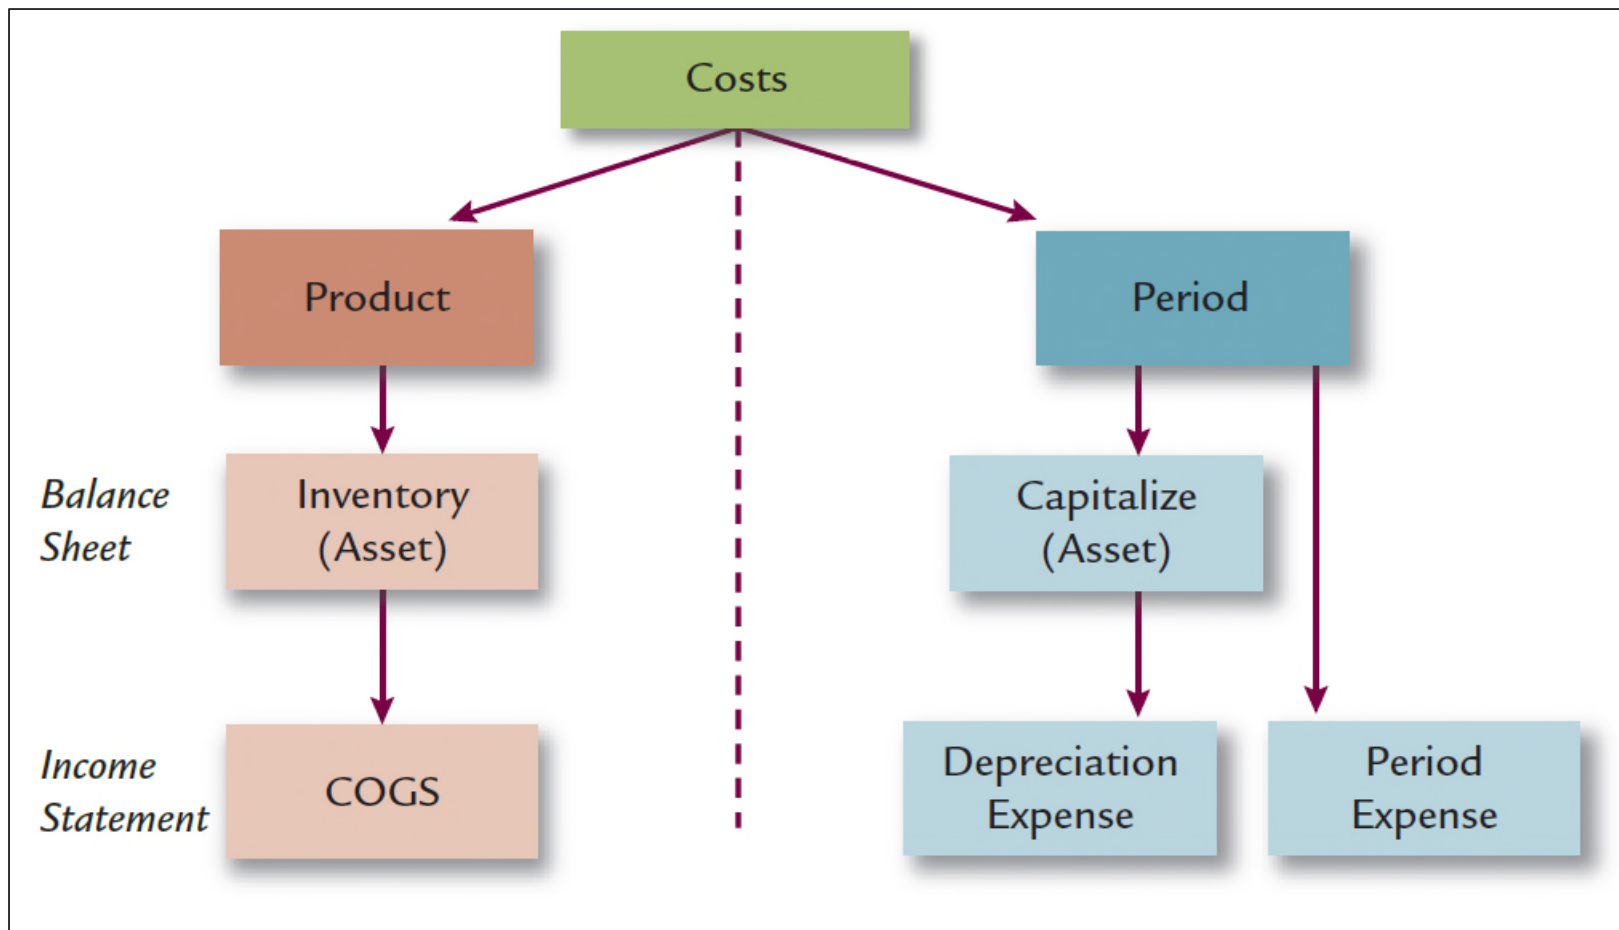 Costs
Product
Period
Balance
Sheet
Inventory
(Asset)
Capitalize
(Asset)
Income
Statement
COGS
Depreciation
Expense
Period
Expense